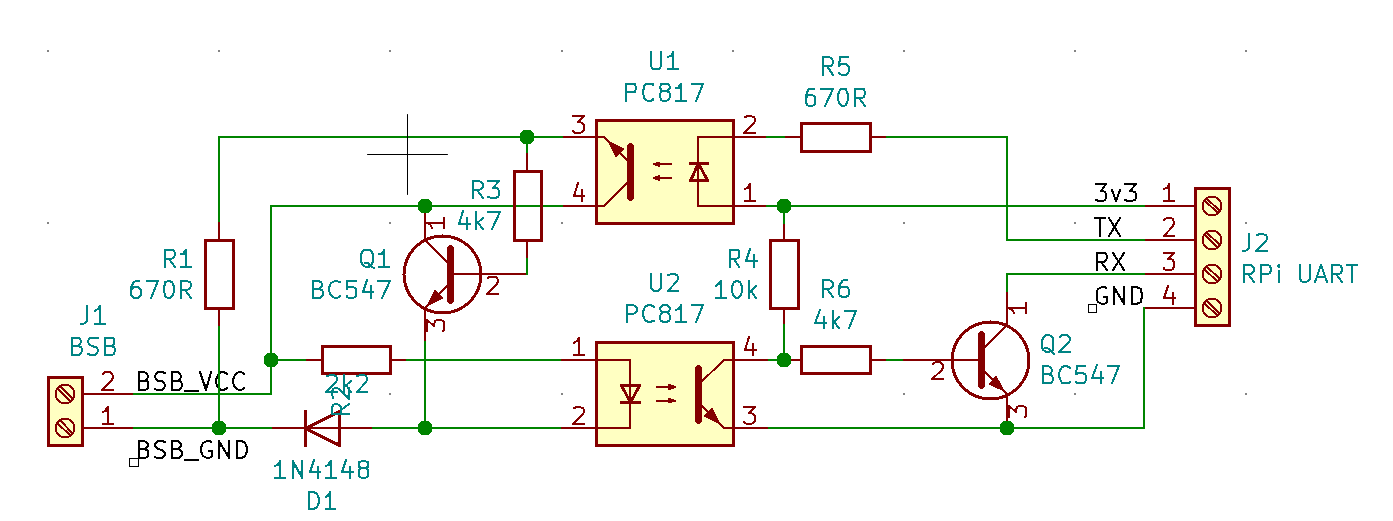 U1
PC817
R5
670R
3
2
4
1
R3
4k7
3v3
1
TX
2
RX
3
GND
4
J2
RPi UART
R1
670R
Q1
BC547
1
2
3
U2
PC817
R4
10k
R6
4k7
1
2
3
Q2
BC547
J1
BSB
2
BSB_VCC
1
BSB_GND
2k2
R2
1
4
2
3
1N4148
D1